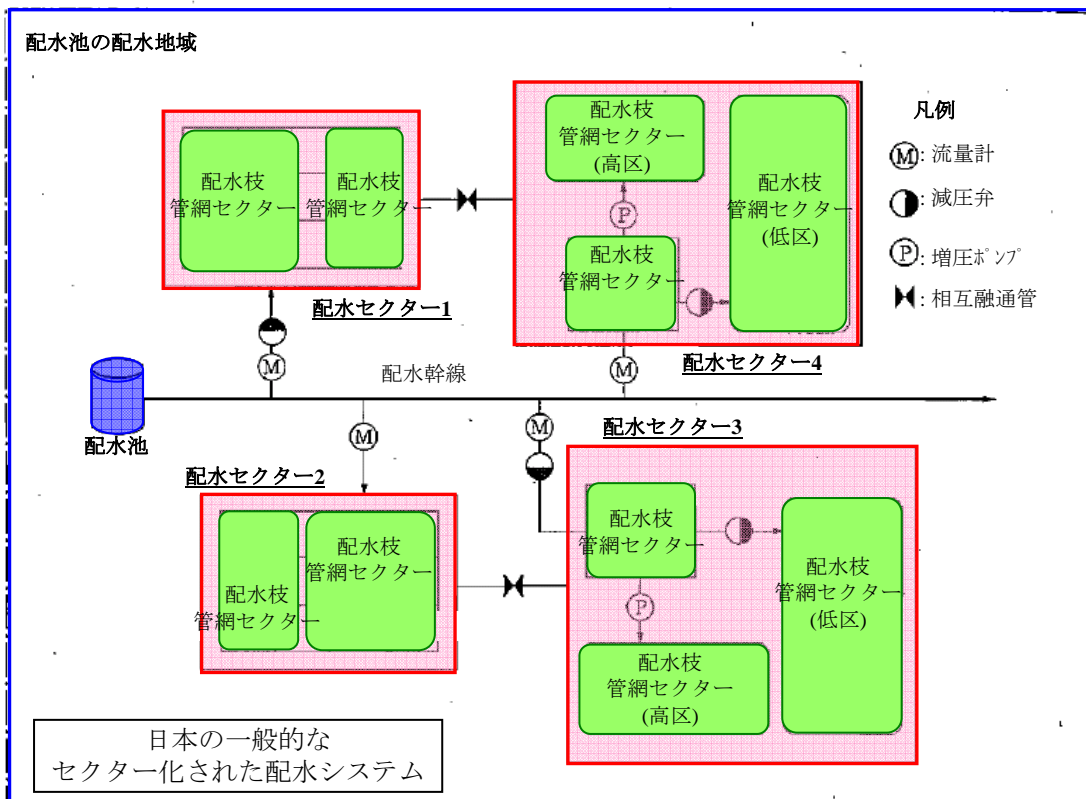 配水池の配水地域
配水枝
管網セクター
配水枝
管網セクター
配水セクター1
配水枝
管網セクター
(高区)
P
配水枝
管網セクター
配水枝
管網セクター
(低区)
配水セクター4
凡例
M: 流量計
: 減圧弁
P: 増圧ポンプ
: 相互融通管
M
M
配水幹線
配水池
M
M
配水セクター2
配水枝
管網セクター
配水枝
管網セクター
配水セクター3
配水枝
管網セクター
P
配水枝
管網セクター
(高区)
配水枝
管網セクター
(低区)
日本の一般的な
セクター化された配水システム